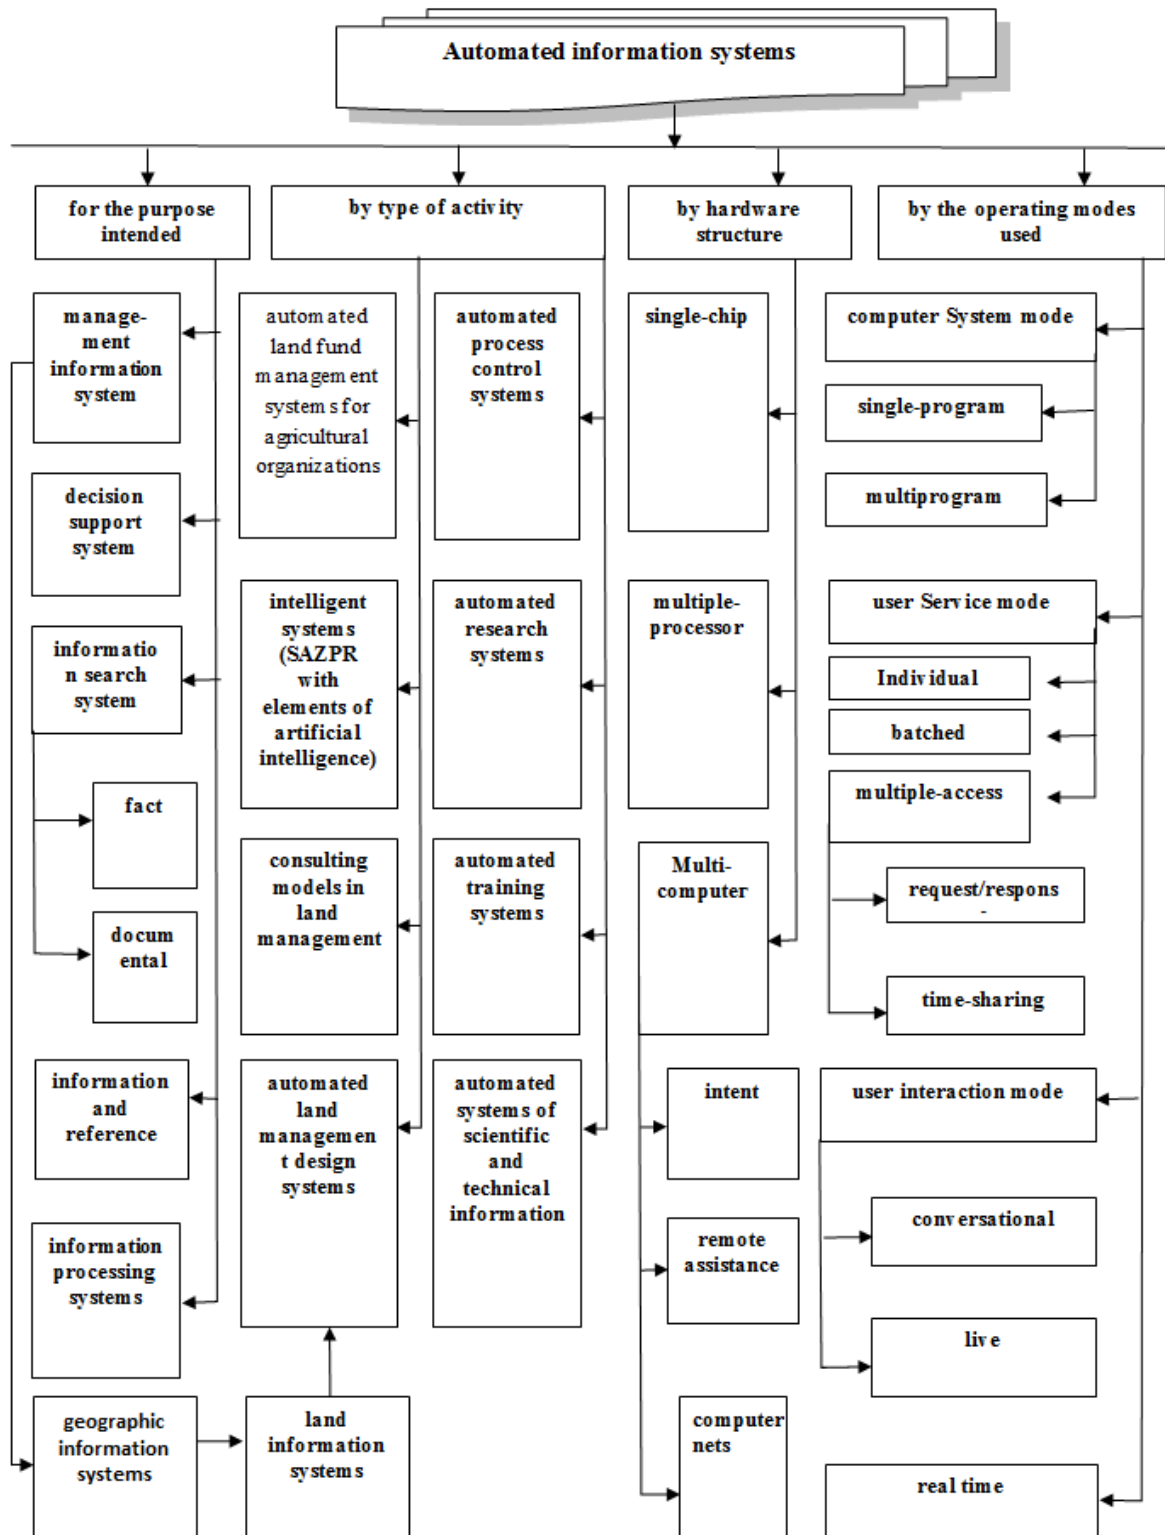 Automated information systems
for the purpose
intended
by type of activity
by hardware
structure
by the operating modes
used
manage-
ment
information
system
decision
support
system
informatio
n search
system
fact
docum
ental
information
and
reference
information
processing
systems
geographic
information
systems
automated
land fund
management
systems for
agricultural
organizations
intelligent
systems
(SAZPR
with
elements of
artificial
intelligence)
consulting
models in
land
management
automated
land
managemen
t design
systems
land
information
systems
automated
process
control
systems
automated
research
systems
automated
training
systems
automated
systems of
scientific
and
technical
information
single-chip
multiple-
processor
Multi-
computer
intent
remote
assistance
computer
nets
computer System mode
single-program
multiprogram
user Service mode
Individual
batched
multiple-access
request/respons
-
time-sharing
user interaction mode
conversational
live
real time